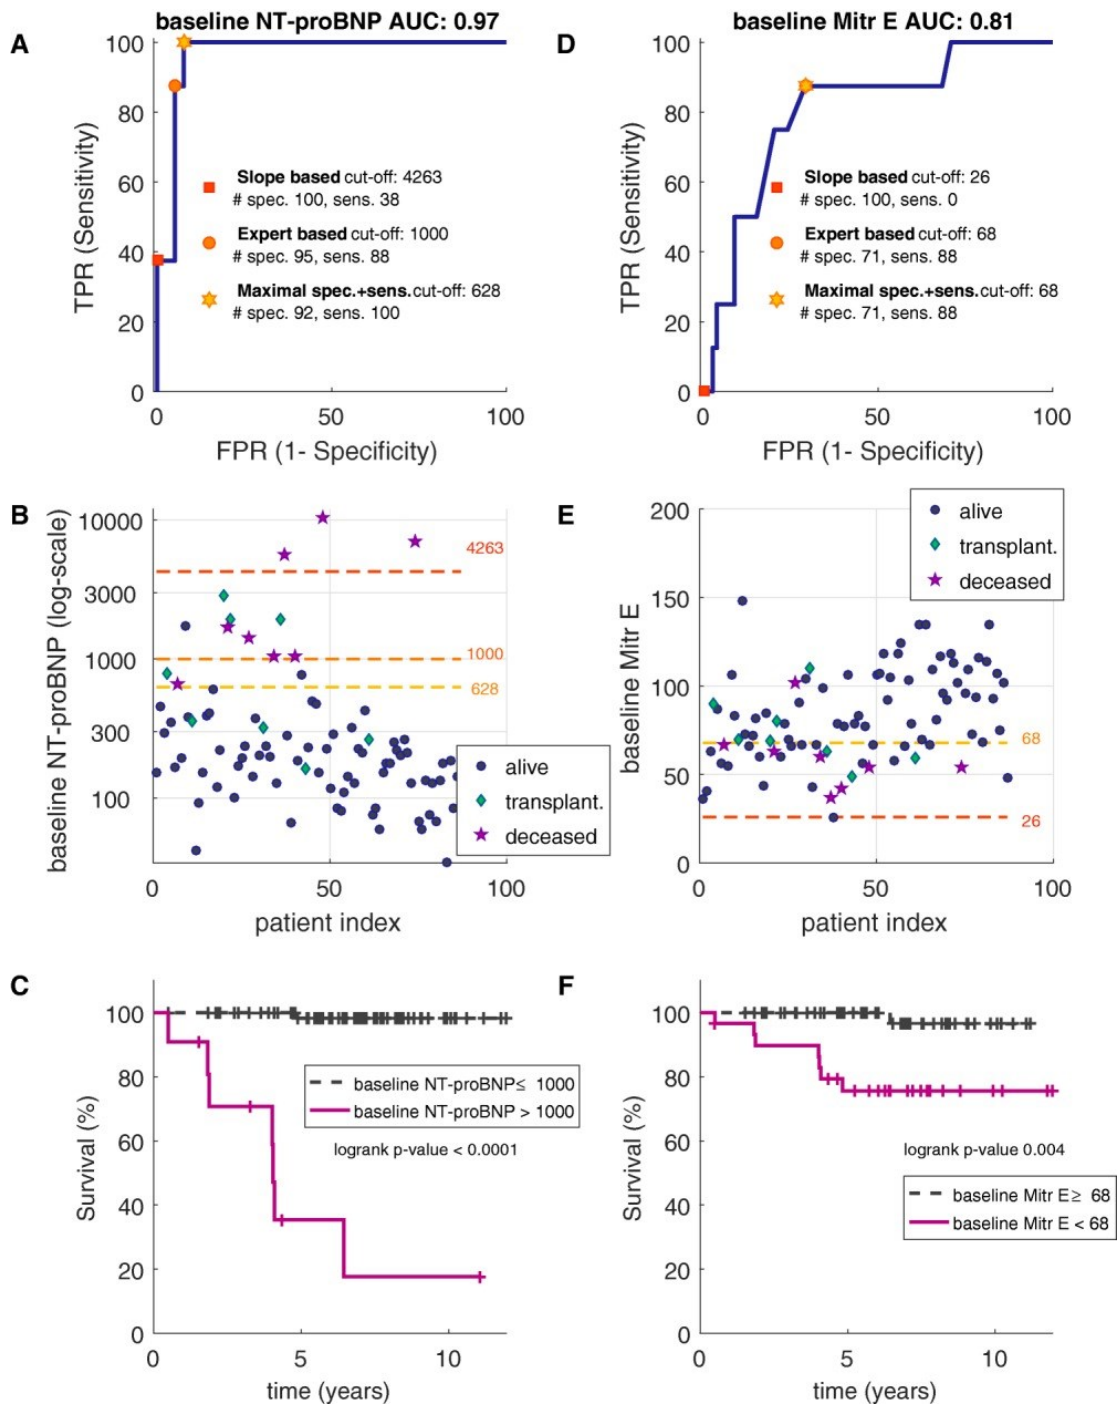 A
baseline NT-proBNP AUC: 0.97
100
80
60
40
20
0
TPR (Sensitivity)
Slope based cut-off: 4263
# spec. 100, sens. 38
Expert based cut-off: 1000
# spec. 95, sens. 88
Maximal spec.+sens. cut-off: 628
# spec. 92, sens. 100
0 50 100
FPR (1- Specificity)
D
baseline Mitr E AUC: 0.81
100
80
60
40
20
0
TPR (Sensitivity)
Slope based cut-off: 26
# spec. 100, sens. 0
Expert based cut-off: 68
# spec. 71, sens. 88
Maximal spec.+sens. cut-off: 68
# spec. 71, sens. 88
0 50 100
FPR (1- Specificity)
B
baseline NT-proBNP (log-scale)
10000
3000
1000
300
100
4263
1000
628
alive
transplant.
deceased
0 50 100
patient index
E
baseline Mitr E
200
150
100
50
0
alive
transplant.
deceased
68
26
0 50 100
patient index
C
Survival (%)
100
80
60
40
20
0
baseline NT-proBNP≤ 1000
baseline NT-proBNP > 1000
logrank p-value < 0.0001
0 5 10
time (years)
F
Survival (%)
100
80
60
40
20
0
logrank p-value 0.004
baseline Mitr E≥ 68
baseline Mitr E < 68
0 5 10
time (years)